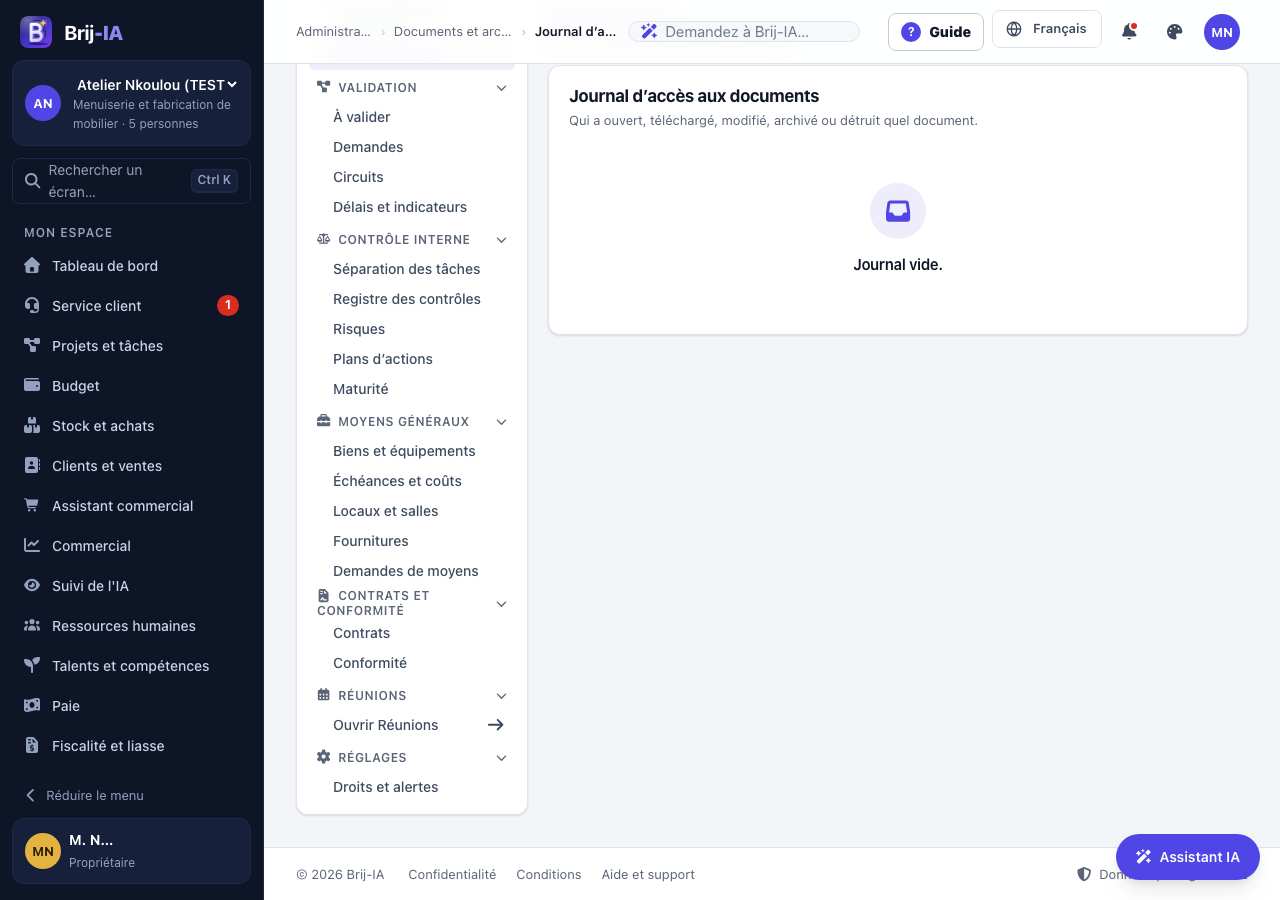 Brij-IA
AN
Atelier Nkoulou (TEST
Menuiserie et fabrication de
mobilier · 5 personnes
Rechercher un
écran...
Ctrl K
MON ESPACE
Tableau de bord
Service client
1
Projets et tâches
Budget
Stock et achats
Clients et ventes
Assistant commercial
Commercial
Suivi de l'IA
Ressources humaines
Talents et compétences
Paie
Fiscalité et liasse
Réduire le menu
MN
M. N...
Propriétaire
Administra... › Documents et arc... › Journal d'a...
Demandez à Brij-IA...
? Guide
Français
MN
VALIDATION
À valider
Demandes
Circuits
Délais et indicateurs
CONTRÔLE INTERNE
Séparation des tâches
Registre des contrôles
Risques
Plans d'actions
Maturité
MOYENS GÉNÉRAUX
Biens et équipements
Échéances et coûts
Locaux et salles
Fournitures
Demandes de moyens
CONTRATS ET
CONFORMITÉ
Contrats
Conformité
RÉUNIONS
Ouvrir Réunions
RÉGLAGES
Droits et alertes
Journal d’accès aux documents
Qui a ouvert, téléchargé, modifié, archivé ou détruit quel document.
Journal vide.
© 2026 Brij-IA
Confidentialité
Conditions
Aide et support
Assistant IA